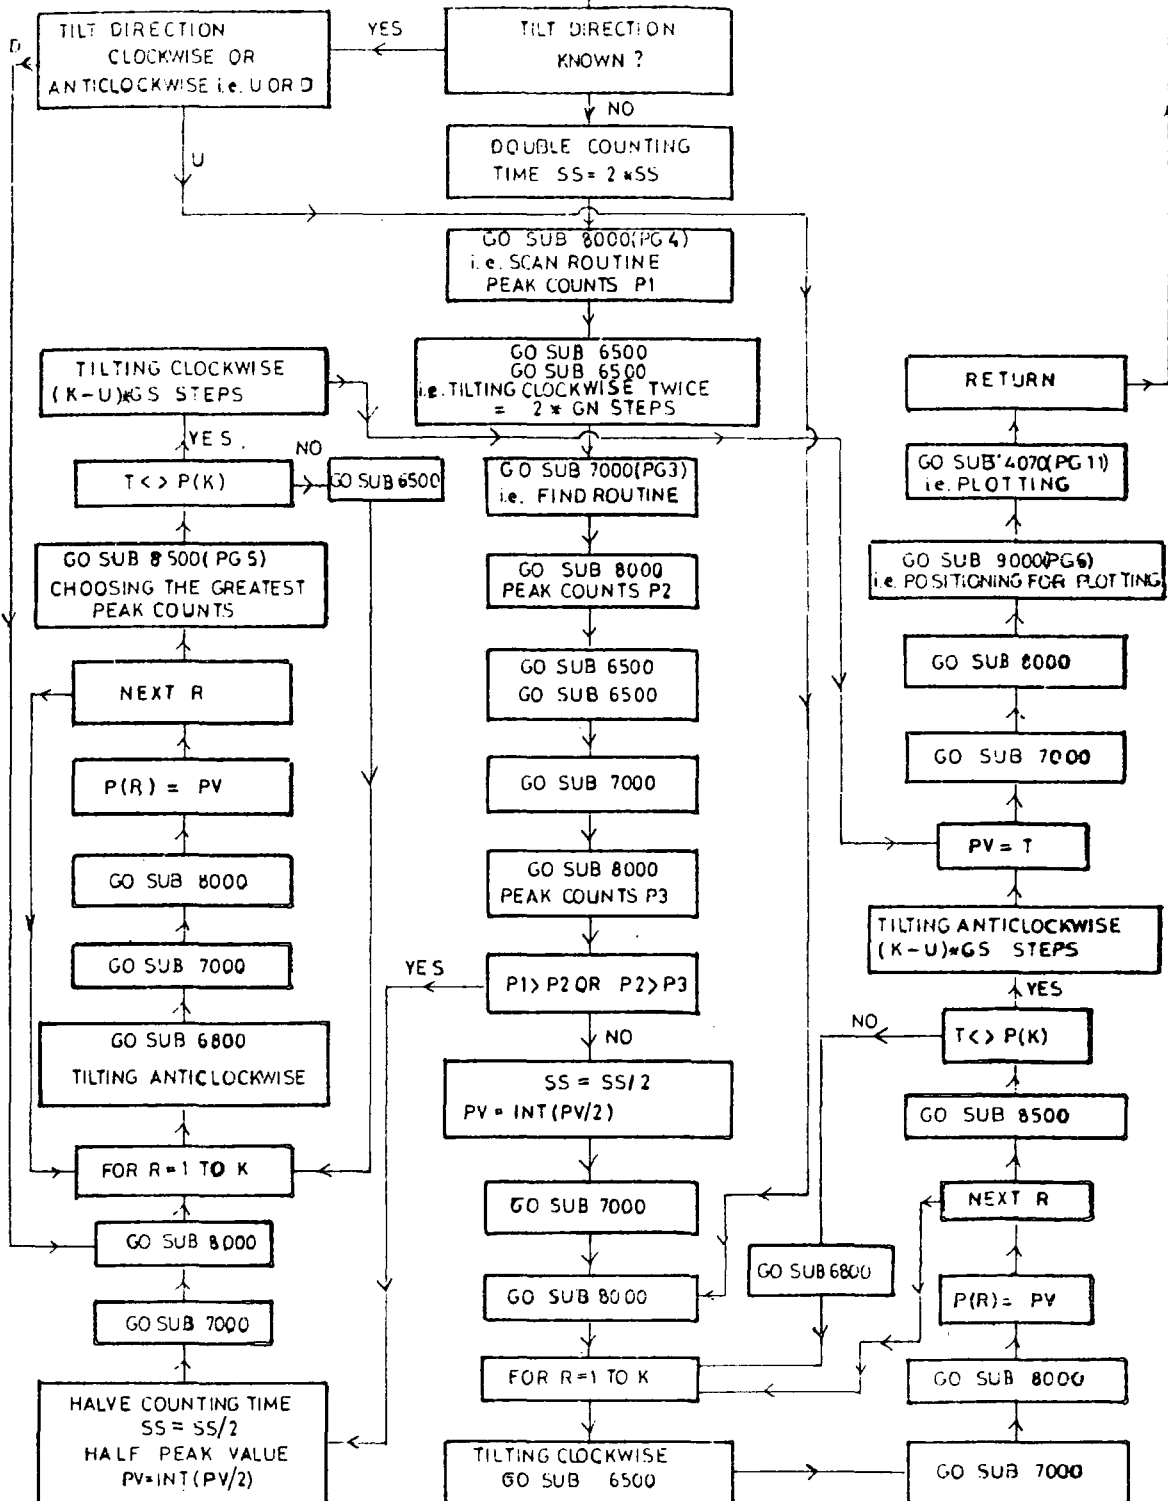 TILT DIRECTION
CLOCKWISE OR
ANTICLOCKWISE i.e. U OR D
D
YES
TILT DIRECTION
KNOWN ?
NO
U
DOUBLE COUNTING
TIME SS= 2*SS
GO SUB 8000(PG4)
i.e. SCAN ROUTINE
PEAK COUNTS P1
GO SUB 6500
GO SUB 6500
i.e. TILTING CLOCKWISE TWICE
= 2 * GN STEPS
GO SUB 7000(PG3)
i.e. FIND ROUTINE
GO SUB 8000
PEAK COUNTS P2
GO SUB 6500
GO SUB 6500
GO SUB 7000
GO SUB 8000
PEAK COUNTS P3
P1> P2 OR P2> P3
YES
NO
SS = SS/2
PV = INT(PV/2)
GO SUB 7000
GO SUB 8000
FOR R=1 TO K
TILTING CLOCKWISE
GO SUB 6500
TILTING CLOCKWISE
(K-U)*GS STEPS
YES.
NO
T< > P(K)
GO SUB 6500
GO SUB 8500(PG5)
CHOOSING THE GREATEST
PEAK COUNTS
NEXT R
P(R) = PV
GO SUB 8000
GO SUB 7000
GO SUB 6800
TILTING ANTICLOCKWISE
FOR R=1 TO K
GO SUB 8000
GO SUB 7000
HALVE COUNTING TIME
SS = SS/2
HALF PEAK VALUE
PV=INT(PV/2)
RETURN
GO SUB 4070(PG11)
i.e. PLOTTING
GO SUB 9000(PG6)
i.e. POSITIONING FOR PLOTTING
GO SUB 8000
GO SUB 7000
PV = T
TILTING ANTICLOCKWISE
(K-U)*GS STEPS
YES
NO
T< > P(K)
GO SUB 8500
NEXT R
GO SUB 6800
P(R)= PV
GO SUB 8000
GO SUB 7000